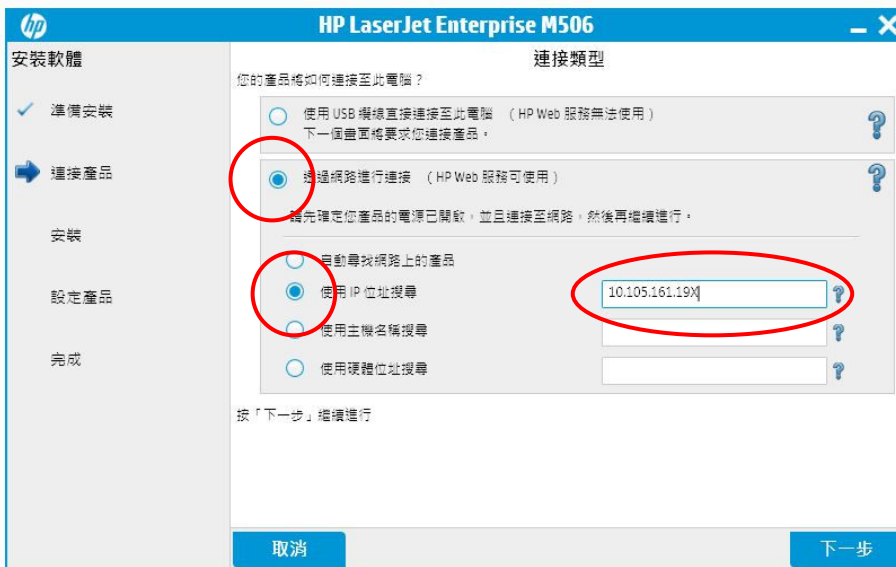 hp
HP LaserJet Enterprise M506
安裝軟體
連接類型
您的產品將如何連接至此電腦？
準備安裝
使用 USB 纜線直接連接至此電腦 （HP Web 服務無法使用）
下一個畫面將要求您連接產品。
?
連接產品
透過網路進行連接 （HP Web 服務可使用）
?
請先確定您產品的電源已開啟，並且連接至網路，然後再繼續進行。
安裝
自動尋找網路上的產品
設定產品
使用 IP 位址搜尋
10.105.161.19X
?
使用主機名稱搜尋
?
完成
使用硬體位址搜尋
?
按「下一步」繼續進行
取消
下一步